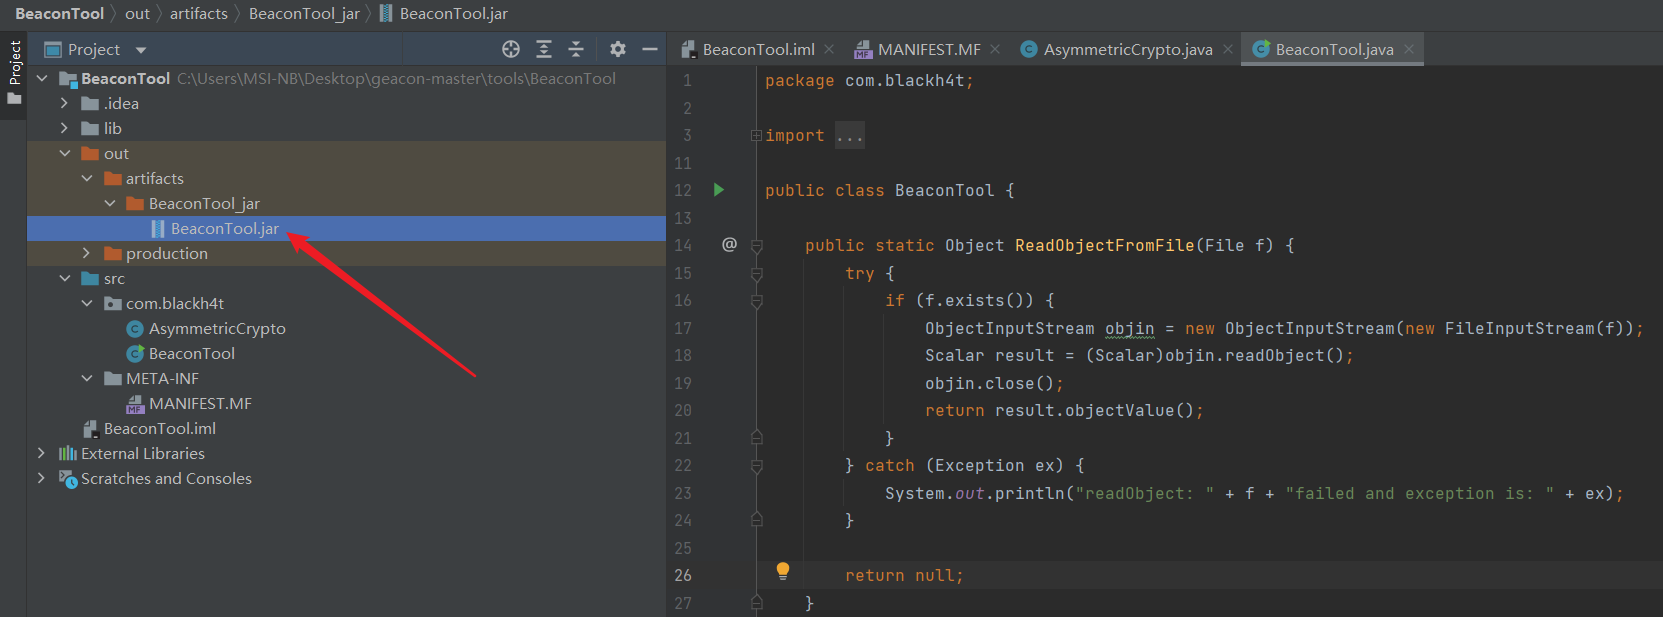 BeaconTool out artifacts BeaconTool_jar BeaconTool.jar
Project
Project
BeaconTool C:\Users\MSI-NB\Desktop\geacon-master\tools\BeaconTool
.idea
lib
out
artifacts
BeaconTool_jar
BeaconTool.jar
production
src
com.blackh4t
AsymmetricCrypto
BeaconTool
META-INF
MANIFEST.MF
BeaconTool.iml
External Libraries
Scratches and Consoles
BeaconTool.iml MANIFEST.MF AsymmetricCrypto.java BeaconTool.java
1 package com.blackh4t;
2
3 import ...
11
12 public class BeaconTool {
13
14 @ public static Object ReadObjectFromFile(File f) {
15 try {
16 if (f.exists()) {
17 ObjectInputStream objin = new ObjectInputStream(new FileInputStream(f));
18 Scalar result = (Scalar)objin.readObject();
19 objin.close();
20 return result.objectValue();
21 }
22 } catch (Exception ex) {
23 System.out.println("readObject: " + f + "failed and exception is: " + ex);
24 }
25
26 return null;
27 }